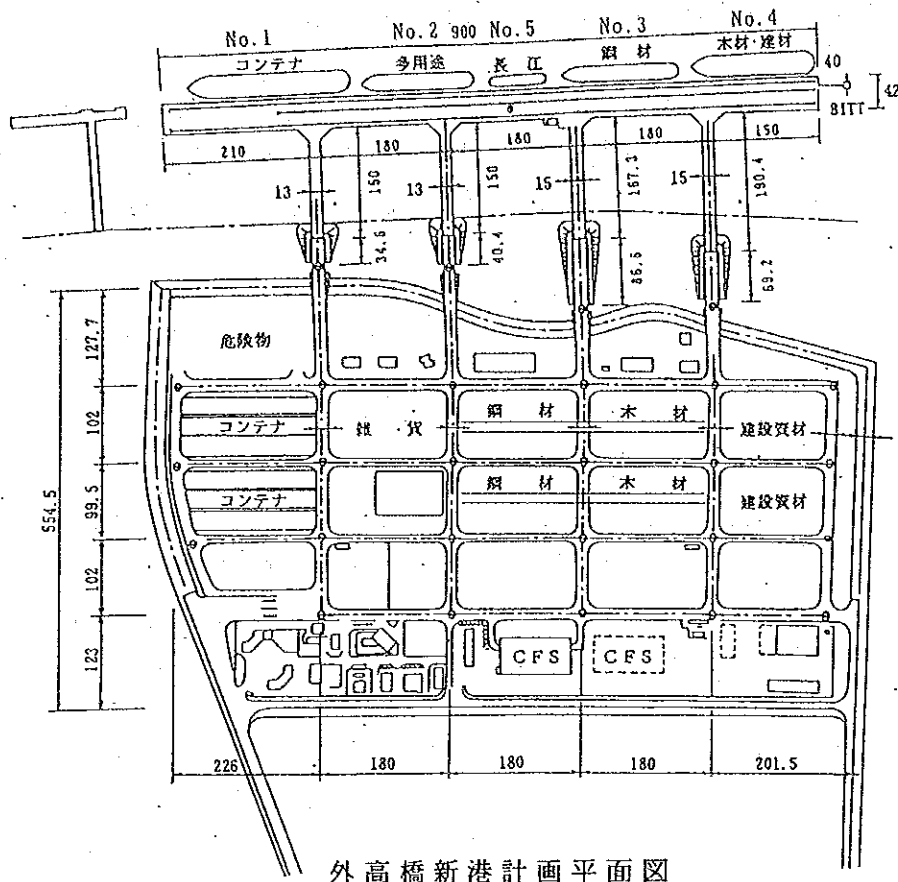 No.1 No.2 900 No.5 No.3 No.4
コンテナ 多用途 長江 鋼材 木材・建材
40
42
210 180 180 180 150
13 150 13 150 15 167.3 15 190.4
34.6 40.4 86.6 69.2
554.5
127.7
102
99.5
102
123
危険物
コンテナ 雑貨 鋼材 木材 建設資材
コンテナ 鋼材 木材 建設資材
CFS CFS
226 180 180 180 201.5
外高橋新港計画平面図